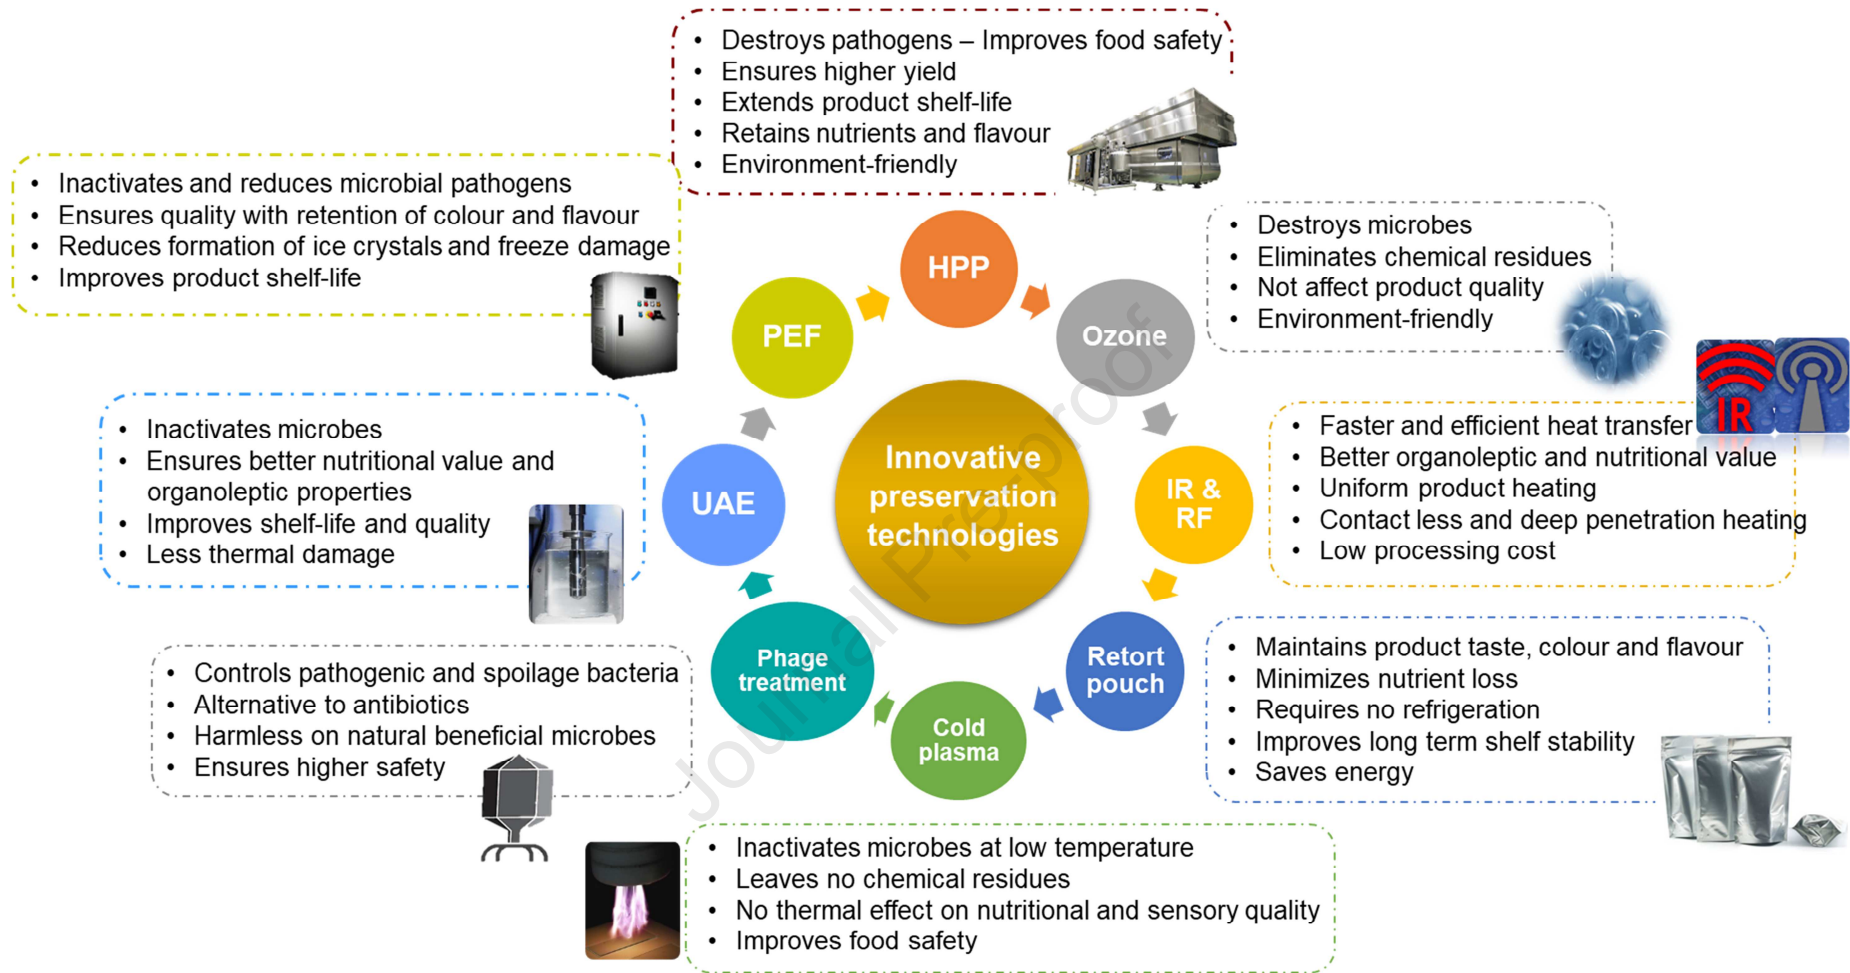 • Destroys pathogens – Improves food safety
• Ensures higher yield
• Extends product shelf-life
• Retains nutrients and flavour
• Environment-friendly
• Inactivates and reduces microbial pathogens
• Ensures quality with retention of colour and flavour
• Reduces formation of ice crystals and freeze damage
• Improves product shelf-life
• Destroys microbes
• Eliminates chemical residues
• Not affect product quality
• Environment-friendly
HPP
PEF
Ozone
IR
• Inactivates microbes
• Ensures better nutritional value and
organoleptic properties
• Improves shelf-life and quality
• Less thermal damage
UAE
Innovative
preservation
technologies
IR &
RF
• Faster and efficient heat transfer
• Better organoleptic and nutritional value
• Uniform product heating
• Contact less and deep penetration heating
• Low processing cost
• Controls pathogenic and spoilage bacteria
• Alternative to antibiotics
• Harmless on natural beneficial microbes
• Ensures higher safety
Phage
treatment
Cold
plasma
Retort
pouch
• Maintains product taste, colour and flavour
• Minimizes nutrient loss
• Requires no refrigeration
• Improves long term shelf stability
• Saves energy
• Inactivates microbes at low temperature
• Leaves no chemical residues
• No thermal effect on nutritional and sensory quality
• Improves food safety
Journal Pre-proof